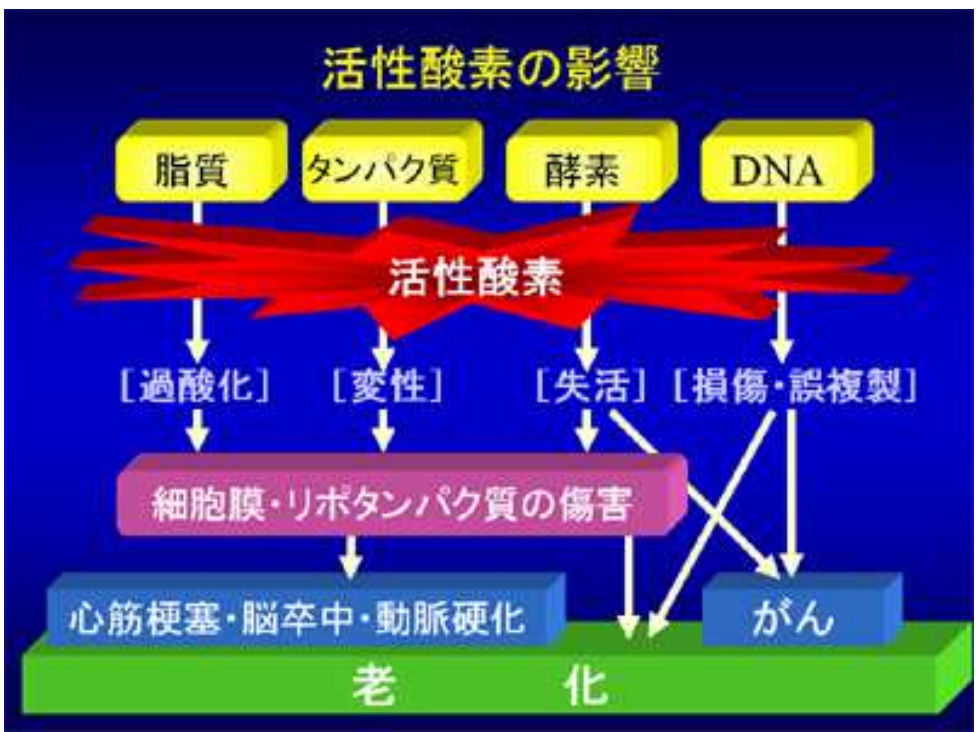 活性酸素の影響
脂質
タンパク質
酵素
DNA
活性酸素
[過酸化]
[変性]
[失活]
[損傷・誤複製]
細胞膜・リポタンパク質の傷害
心筋梗塞・脳卒中・動脈硬化
がん
老 化